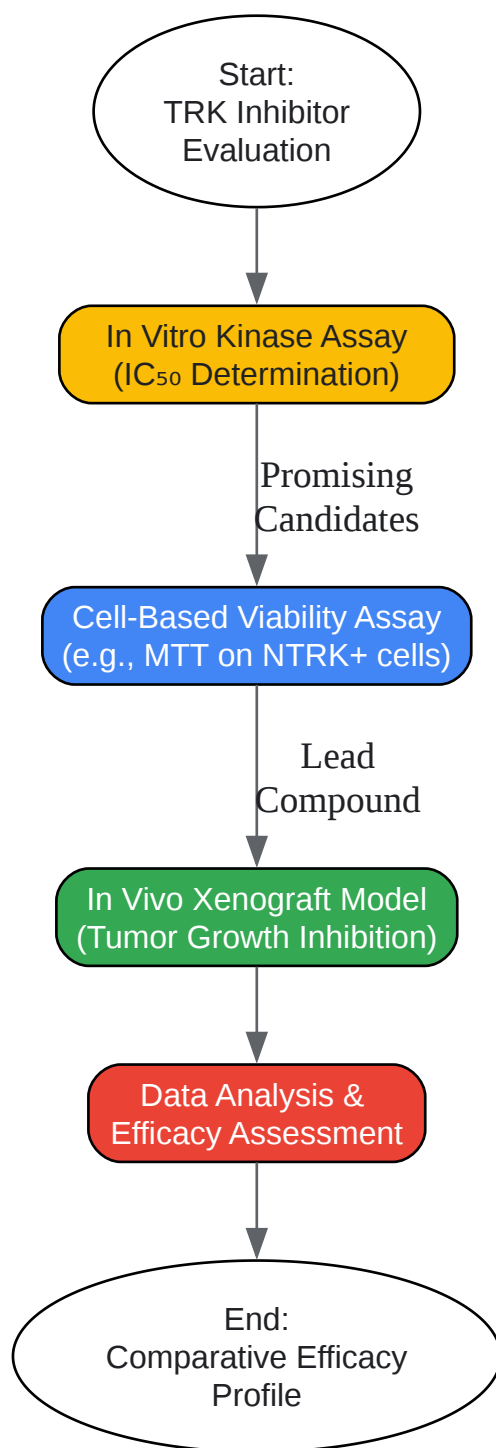 Start:
TRK Inhibitor
Evaluation
In Vitro Kinase Assay
(IC₅₀ Determination)
Promising
Candidates
Cell-Based Viability Assay
(e.g., MTT on NTRK+ cells)
Lead
Compound
In Vivo Xenograft Model
(Tumor Growth Inhibition)
Data Analysis &
Efficacy Assessment
End:
Comparative Efficacy
Profile